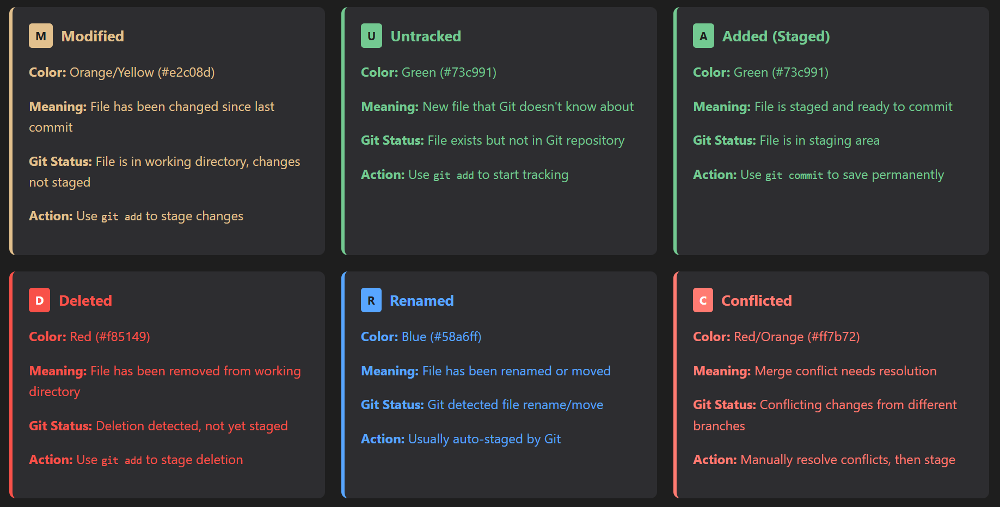 M Modified
Color: Orange/Yellow (#e2c08d)
Meaning: File has been changed since last
commit
Git Status: File is in working directory, changes
not staged
Action: Use git add to stage changes
U Untracked
Color: Green (#73c991)
Meaning: New file that Git doesn't know about
Git Status: File exists but not in Git repository
Action: Use git add to start tracking
A Added (Staged)
Color: Green (#73c991)
Meaning: File is staged and ready to commit
Git Status: File is in staging area
Action: Use git commit to save permanently
D Deleted
Color: Red (#f85149)
Meaning: File has been removed from working
directory
Git Status: Deletion detected, not yet staged
Action: Use git add to stage deletion
R Renamed
Color: Blue (#58a6ff)
Meaning: File has been renamed or moved
Git Status: Git detected file rename/move
Action: Usually auto-staged by Git
C Conflicted
Color: Red/Orange (#ff7b72)
Meaning: Merge conflict needs resolution
Git Status: Conflicting changes from different
branches
Action: Manually resolve conflicts, then stage